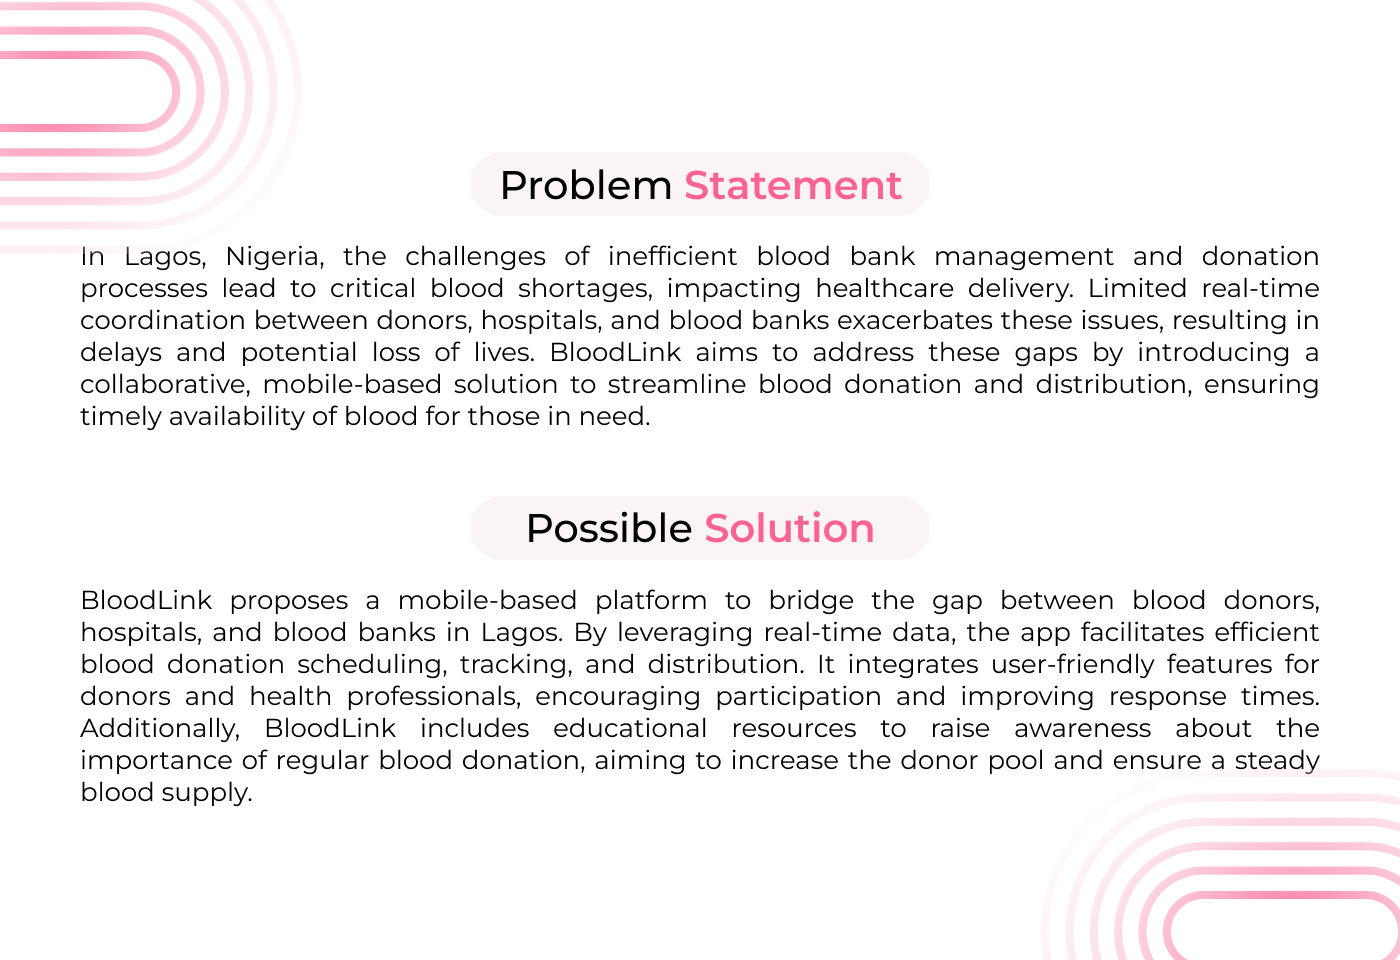 Problem Statement
In Lagos, Nigeria, the challenges of inefficient blood bank management and donation
processes lead to critical blood shortages, impacting healthcare delivery. Limited real-time
coordination between donors, hospitals, and blood banks exacerbates these issues, resulting in
delays and potential loss of lives. BloodLink aims to address these gaps by introducing a
collaborative, mobile-based solution to streamline blood donation and distribution, ensuring
timely availability of blood for those in need.
Possible Solution
BloodLink proposes a mobile-based platform to bridge the gap between blood donors,
hospitals, and blood banks in Lagos. By leveraging real-time data, the app facilitates efficient
blood donation scheduling, tracking, and distribution. It integrates user-friendly features for
donors and health professionals, encouraging participation and improving response times.
Additionally, BloodLink includes educational resources to raise awareness about the
importance of regular blood donation, aiming to increase the donor pool and ensure a steady
blood supply.